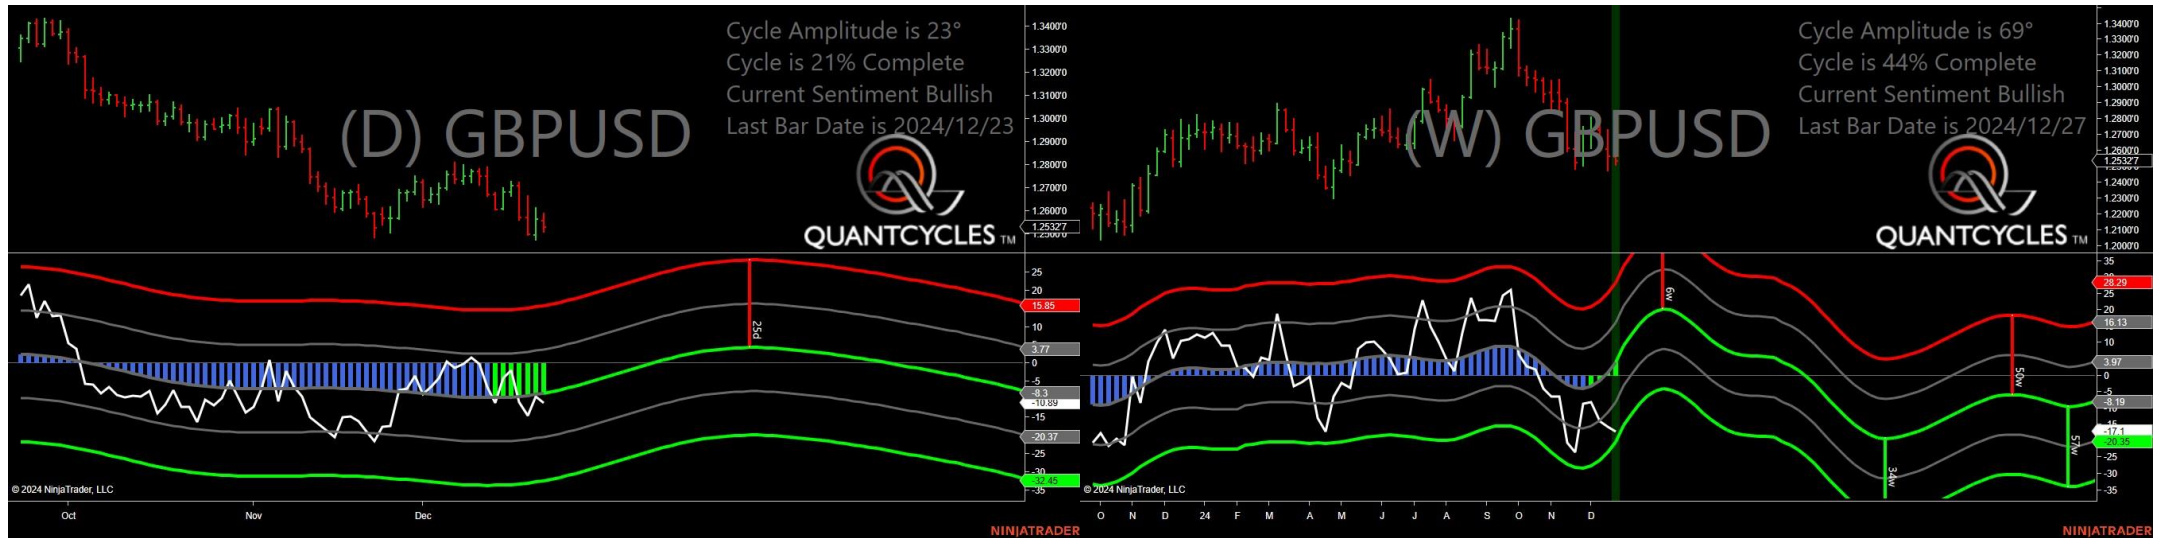 Cycle Amplitude is 23°
Cycle is 21% Complete
Current Sentiment Bullish
Last Bar Date is 2024/12/23
(D) GBPUSD
QUANTCYCLES TM
1.3400'0
1.3300'0
1.3200'0
1.3100'0
1.3000'0
1.2900'0
1.2800'0
1.2700'0
1.2600'0
1.25327
25
20
15.85
10
3.77
0
-5
-8.3
-10.89
-15
-20.37
-25
-30
-32.45
-35
25d
© 2024 NinjaTrader, LLC
Oct Nov Dec
NINJATRADER
Cycle Amplitude is 69°
Cycle is 44% Complete
Current Sentiment Bullish
Last Bar Date is 2024/12/27
(W) GBPUSD
QUANTCYCLES TM
1.3400'0
1.3300'0
1.3200'0
1.3100'0
1.3000'0
1.2900'0
1.2800'0
1.2700'0
1.2600'0
1.25327
1.2400'0
1.2300'0
1.2200'0
1.2100'0
1.2000'0
35
28.29
25
20
16.13
10
3.97
0
-5
-8.19
-17.1
-20.35
-25
-30
-35
6w
50w
34w
57w
© 2024 NinjaTrader, LLC
O N D 24 F M A M J J A S O N D
NINJATRADER